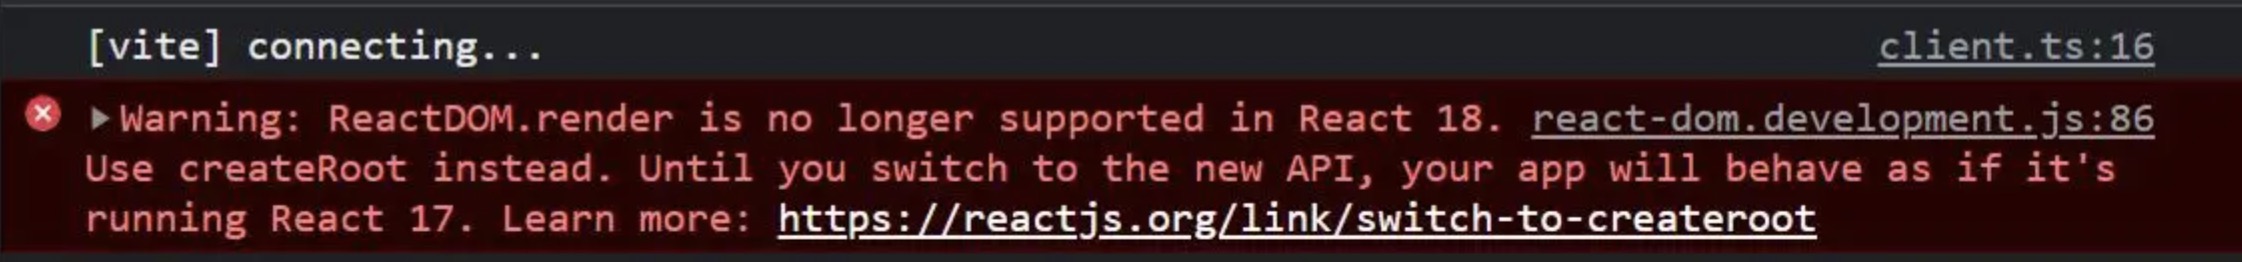 [vite] connecting... client.ts:16
Warning: ReactDOM.render is no longer supported in React 18. react-dom.development.js:86
Use createRoot instead. Until you switch to the new API, your app will behave as if it's
running React 17. Learn more: https://reactjs.org/link/switch-to-createroot